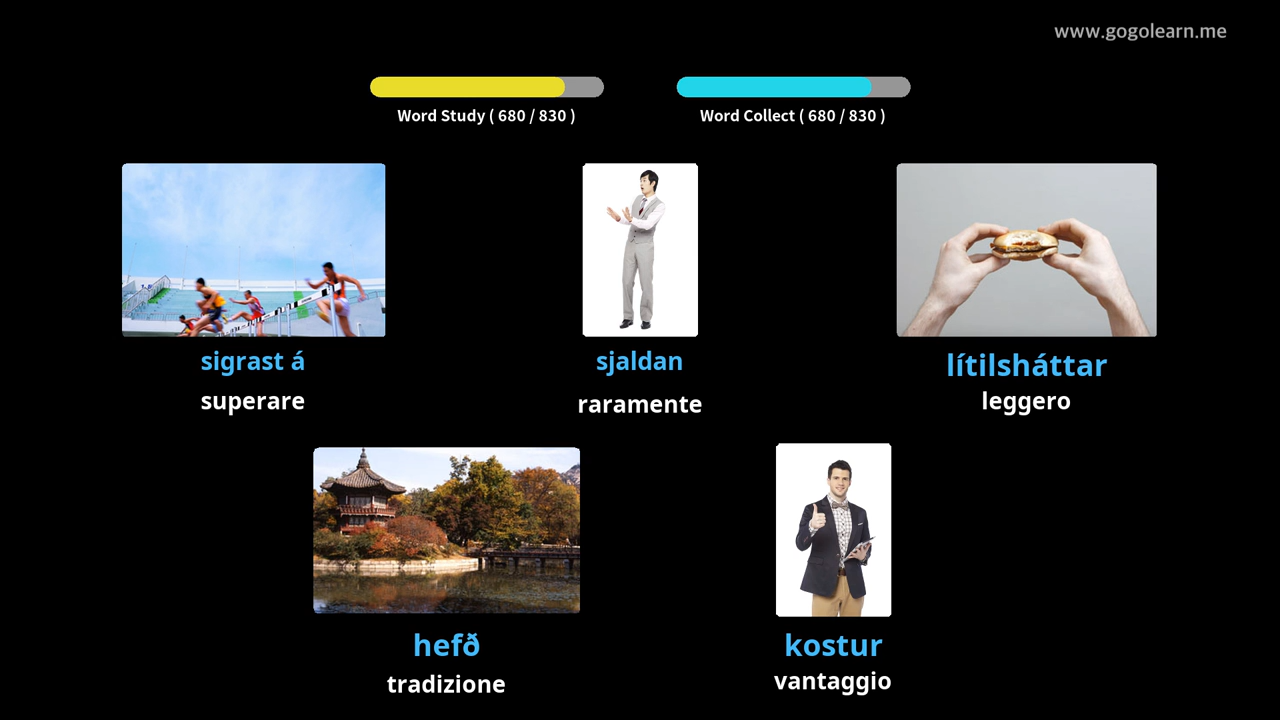 www.gogolearn.me
Word Study ( 680 / 830 )
Word Collect ( 680 / 830 )
sigrast á
superare
sjaldan
raramente
lítilsháttar
leggero
hefð
tradizione
kostur
vantaggio